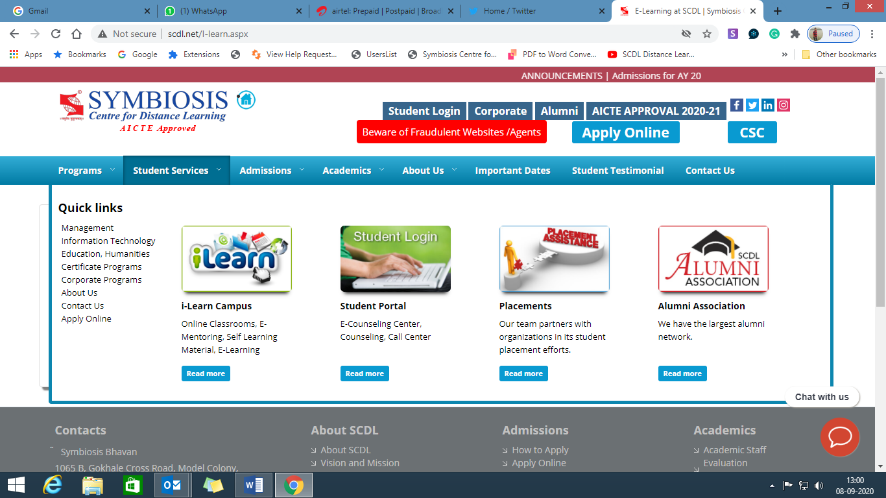 Gmail
(1) WhatsApp
airtel: Prepaid | Postpaid | Broad
Home / Twitter
E-Learning at SCDL | Symbiosis
Not secure | scdl.net/I-learn.aspx
Paused
Apps
Bookmarks
Google
Extensions
View Help Request...
UsersList
Symbiosis Centre fo...
PDF to Word Conve...
SCDL Distance Lear...
»
Other bookmarks
ANNOUNCEMENTS | Admissions for AY 20
SYMBIOSIS
Centre for Distance Learning
AICTE Approved
Student Login
Corporate
Alumni
AICTE APPROVAL 2020-21
Beware of Fraudulent Websites /Agents
Apply Online
CSC
Programs
Student Services
Admissions
Academics
About Us
Important Dates
Student Testimonial
Contact Us
Quick links
Management
Information Technology
Education, Humanities
Certificate Programs
Corporate Programs
About Us
Contact Us
Apply Online
iLearn
i-Learn Campus
Online Classrooms, E-
Mentoring, Self Learning
Material, E-Learning
Read more
Student Login
Student Portal
E-Counseling Center,
Counseling, Call Center
Read more
PLACEMENT
ASSISTANCE
Placements
Our team partners with
organizations in its student
placement efforts.
Read more
SCDL
ALUMNI
ASSOCIATION
Alumni Association
We have the largest alumni
network.
Read more
Chat with us
Contacts
Symbiosis Bhavan
1065 B, Gokhale Cross Road, Model Colony,
About SCDL
About SCDL
Vision and Mission
Admissions
How to Apply
Apply Online
Academics
Academic Staff
Evaluation
13:00
08-09-2020